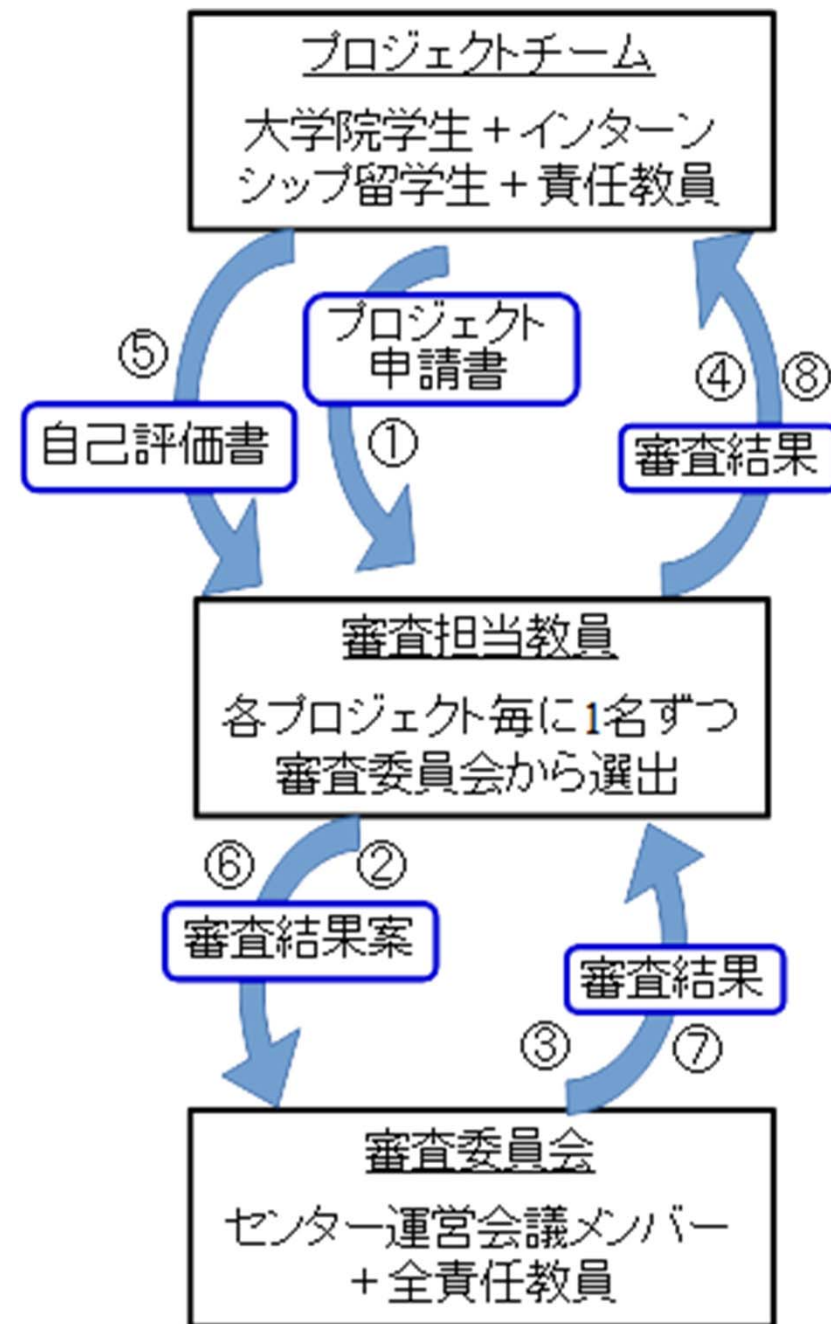 プロジェクトチーム
大学院学生+インターン
シップ留学生+責任教員
⑤
プロジェクト
申請書
④
⑧
自己評価書
①
審査結果
審査担当教員
各プロジェクト毎に1名ずつ
審査委員会から選出
⑥
②
審査結果案
審査結果
③
⑦
審査委員会
センター運営会議メンバー
+全責任教員